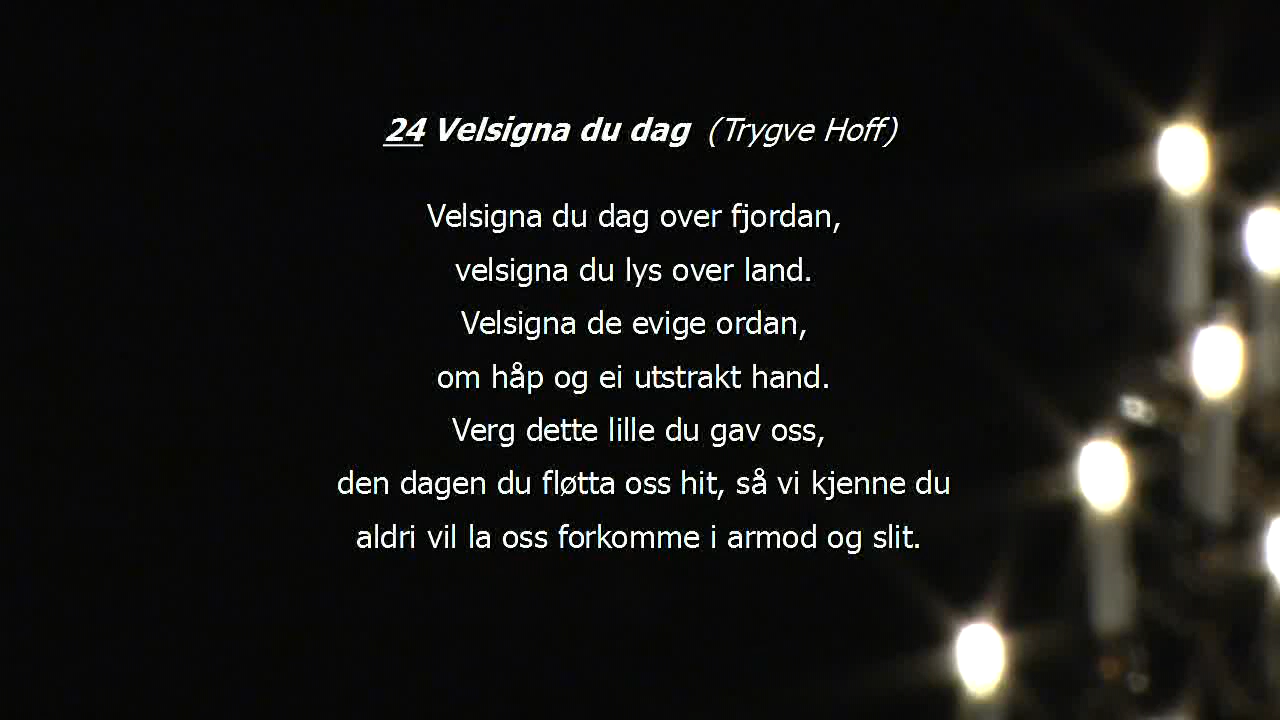 24 Velsigna du dag (Trygve Hoff)
Velsigna du dag over fjordan,
velsigna du lys over land.
Velsigna de evige ordan,
om håp og ei utstrakt hand.
Verg dette lille du gav oss,
den dagen du fløtta oss hit, så vi kjenne du
aldri vil la oss forkomme i armod og slit.